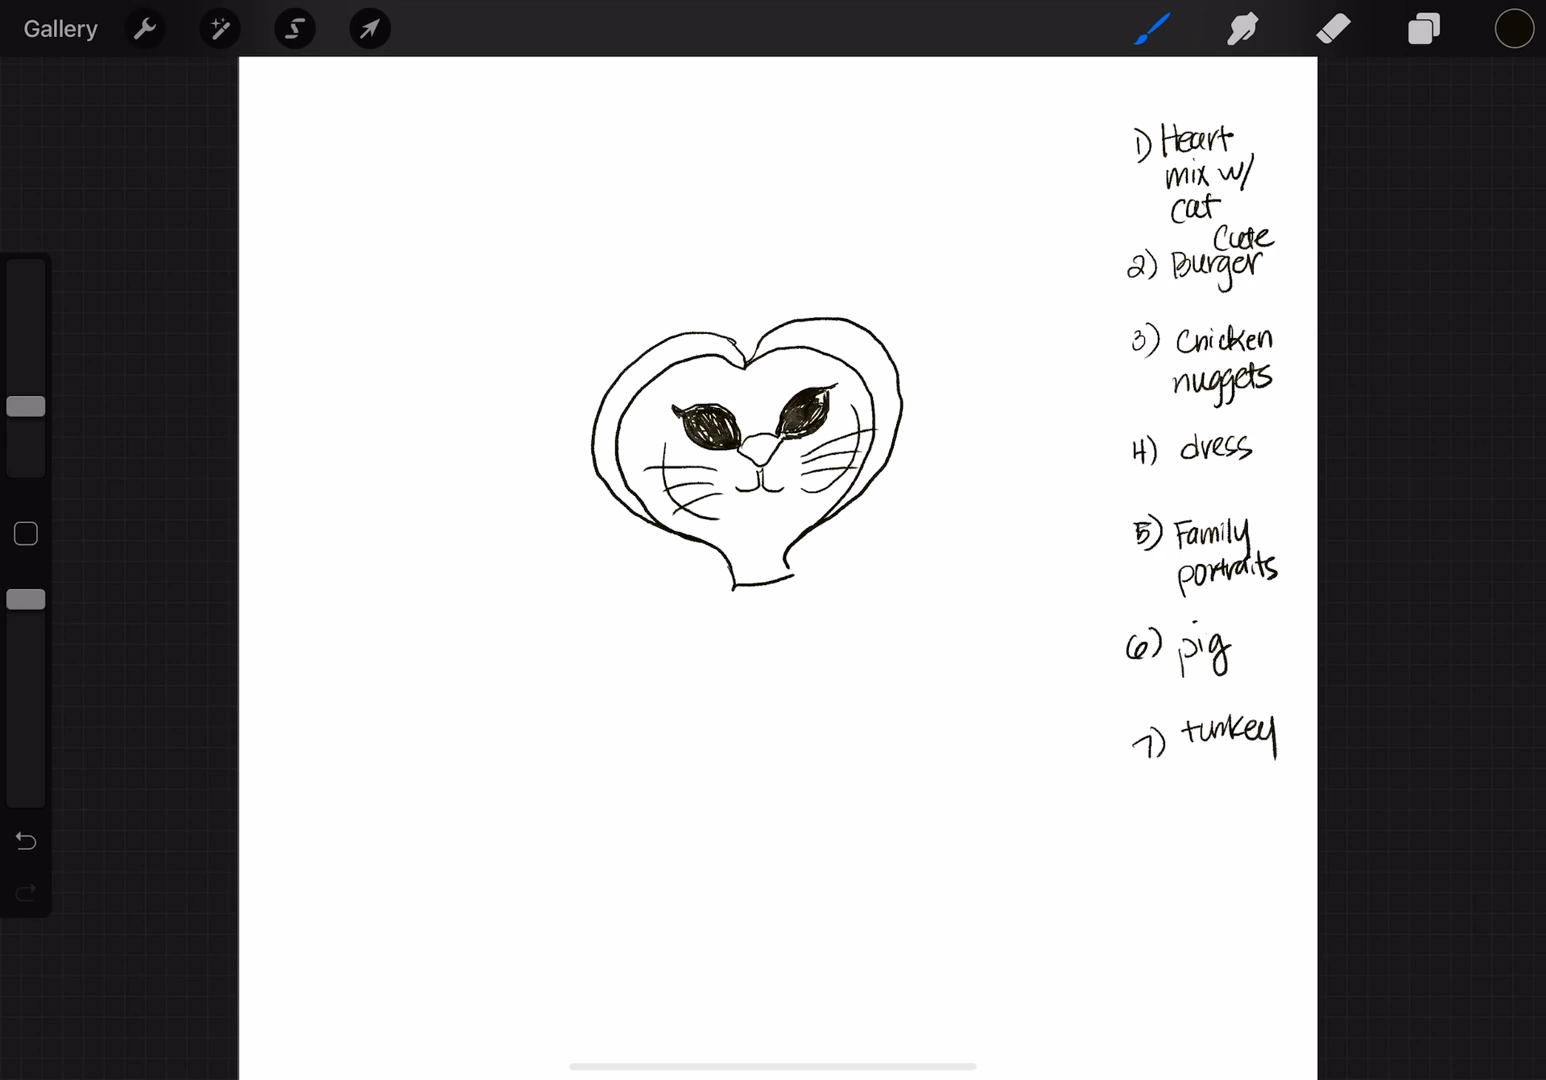 Gallery
1) Heart
mix w/
cat
cute
2) Burger
3) Chicken
nuggets
4) dress
5) Family
portraits
6) pig
7) turkey